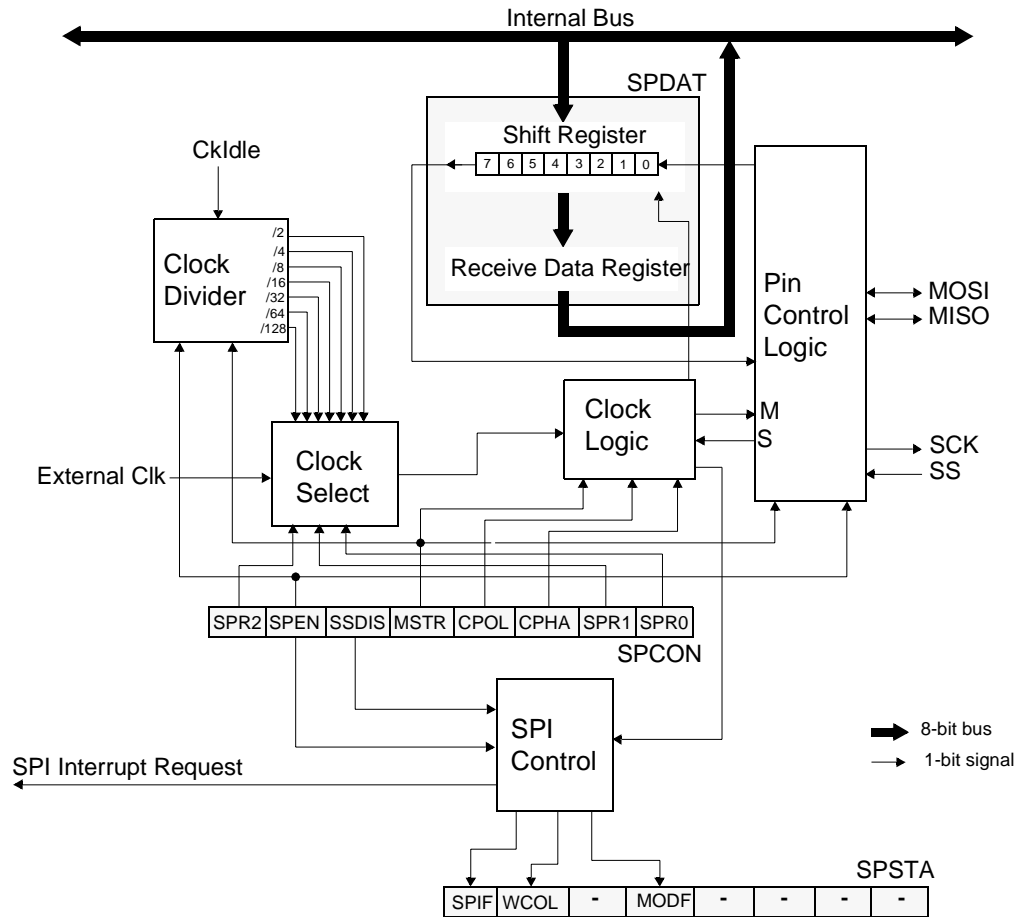 Internal Bus
SPDAT
Shift Register
7 6 5 4 3 2 1 0
CkIdle
/2
/4
/8
/16
/32
/64
/128
Clock
Divider
Receive Data Register
Pin
Control
Logic
MOSI
MISO
Clock
Logic
M
S
SCK
SS
External Clk
Clock
Select
SPR2 SPEN SSDIS MSTR CPOL CPHA SPR1 SPR0
SPCON
SPI
Control
8-bit bus
1-bit signal
SPI Interrupt Request
SPSTA
SPIF WCOL - MODF - - - -